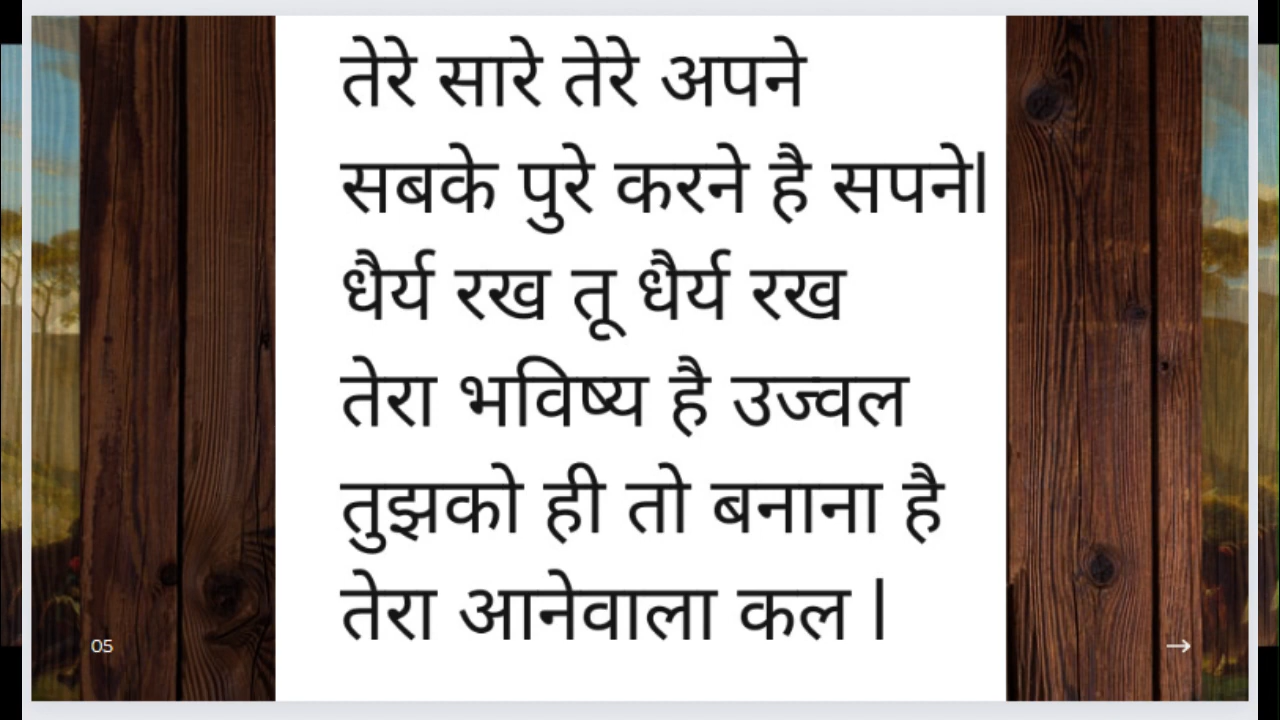 तेरे सारे तेरे अपने
सबके पुरे करने है सपने।
धैर्य रख तू धैर्य रख
तेरा भविष्य है उज्वल
तुझको ही तो बनाना है
तेरा आनेवाला कल ।
05
→